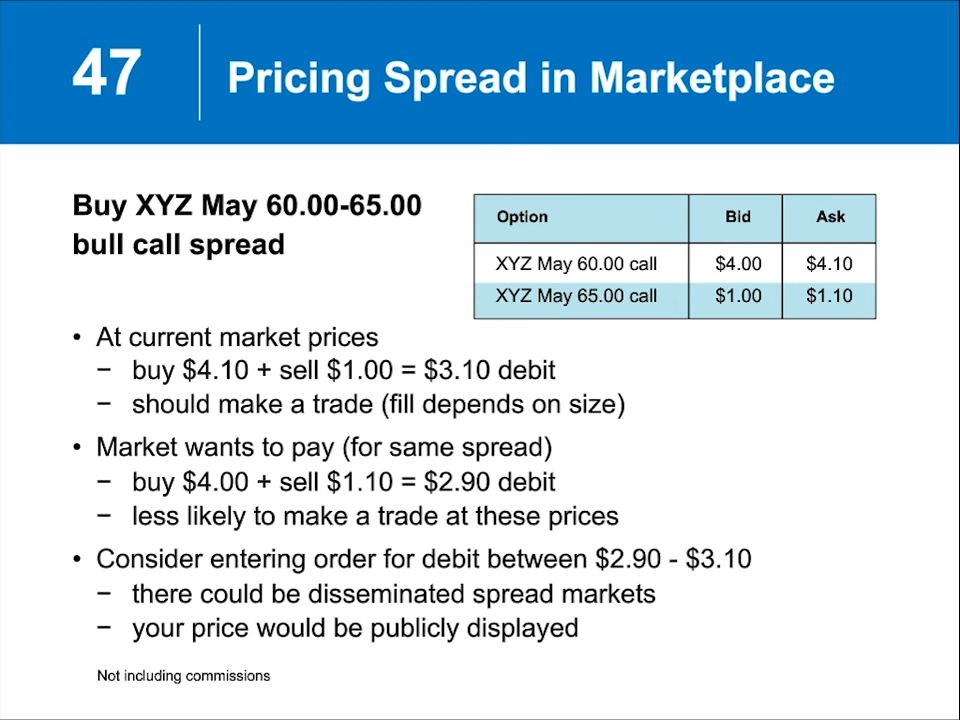 47
Pricing Spread in Marketplace
Buy XYZ May 60.00-65.00
bull call spread
Option Bid Ask
XYZ May 60.00 call $4.00 $4.10
XYZ May 65.00 call $1.00 $1.10
• At current market prices
− buy $4.10 + sell $1.00 = $3.10 debit
− should make a trade (fill depends on size)
• Market wants to pay (for same spread)
− buy $4.00 + sell $1.10 = $2.90 debit
− less likely to make a trade at these prices
• Consider entering order for debit between $2.90 - $3.10
− there could be disseminated spread markets
− your price would be publicly displayed
Not including commissions